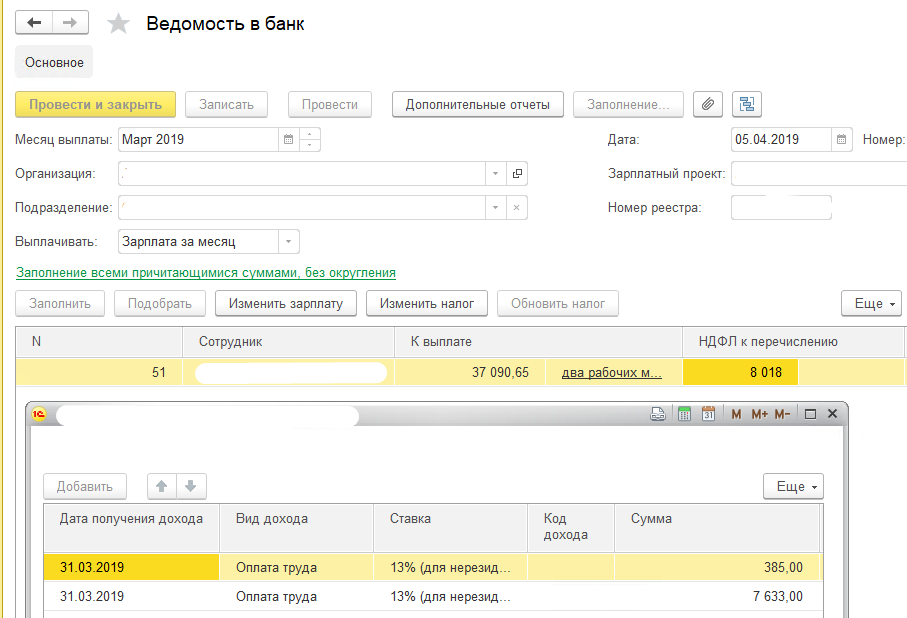 Ведомость в банк
Основное
Провести и закрыть Записать Провести Дополнительные отчеты Заполнение...
Месяц выплаты: Март 2019 Дата: 05.04.2019 Номер:
Организация: Зарплатный проект:
Подразделение: Номер реестра:
Выплачивать: Зарплата за месяц
Заполнение всеми причитающимися суммами, без округления
Заполнить Подобрать Изменить зарплату Изменить налог Обновить налог Еще
N Сотрудник К выплате НДФЛ к перечислению
51 37 090,65 два рабочих м... 8 018
1С 31 M M+ M-
Добавить Еще
Дата получения дохода Вид дохода Ставка Код дохода Сумма
31.03.2019 Оплата труда 13% (для нерезид... 385,00
31.03.2019 Оплата труда 13% (для нерезид... 7 633,00